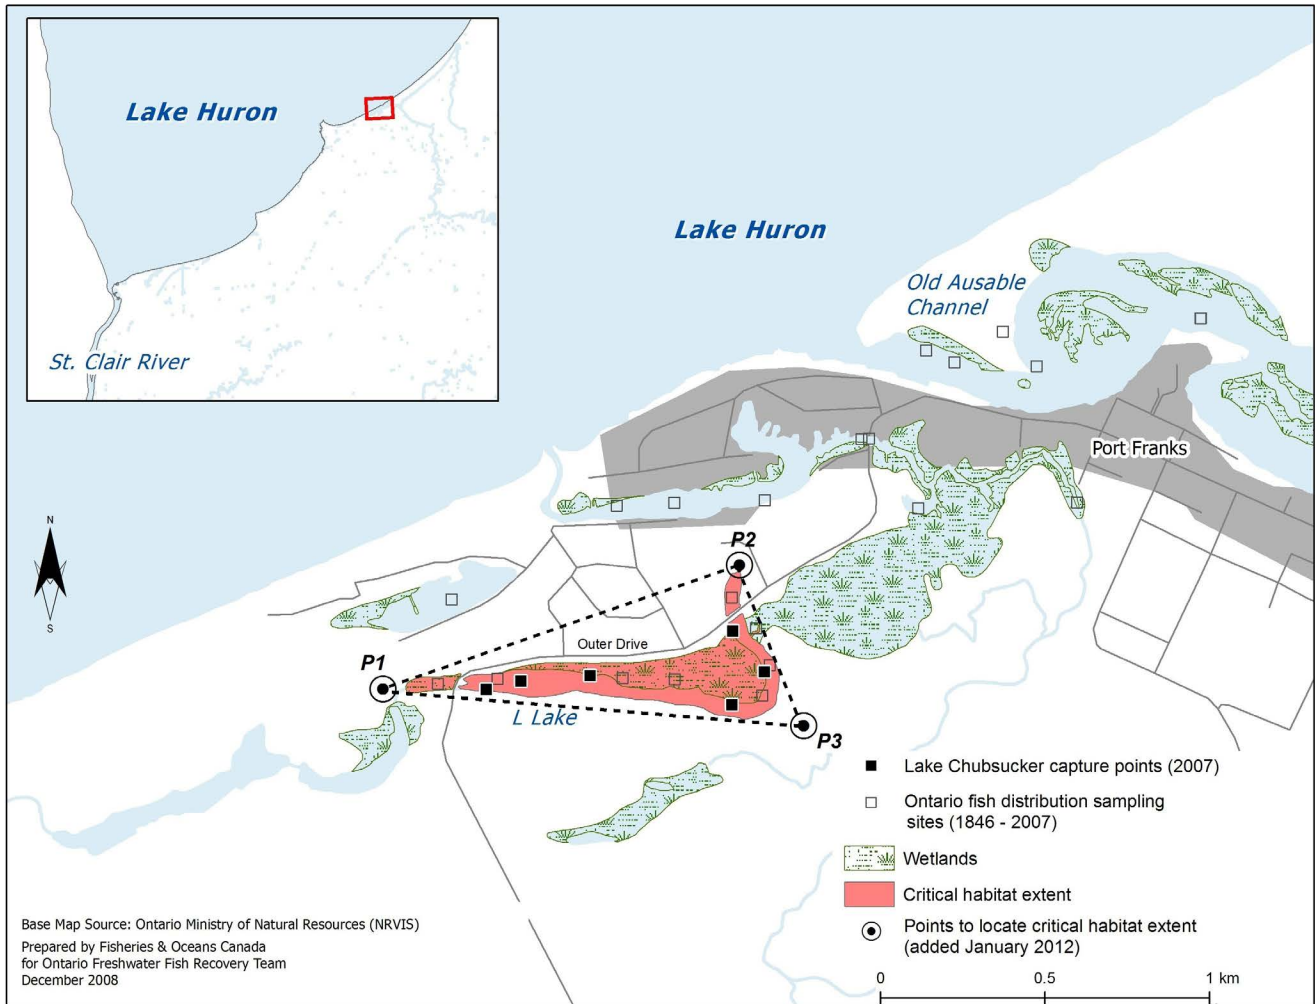 Lake Huron
St. Clair River
Lake Huron
Old Ausable
Channel
Port Franks
N
S
P2
Outer Drive
P1
L Lake
P3
Lake Chubsucker capture points (2007)
Ontario fish distribution sampling
sites (1846 - 2007)
Wetlands
Critical habitat extent
Points to locate critical habitat extent
(added January 2012)
Base Map Source: Ontario Ministry of Natural Resources (NRVIS)
Prepared by Fisheries & Oceans Canada
for Ontario Freshwater Fish Recovery Team
December 2008
0 0.5 1 km